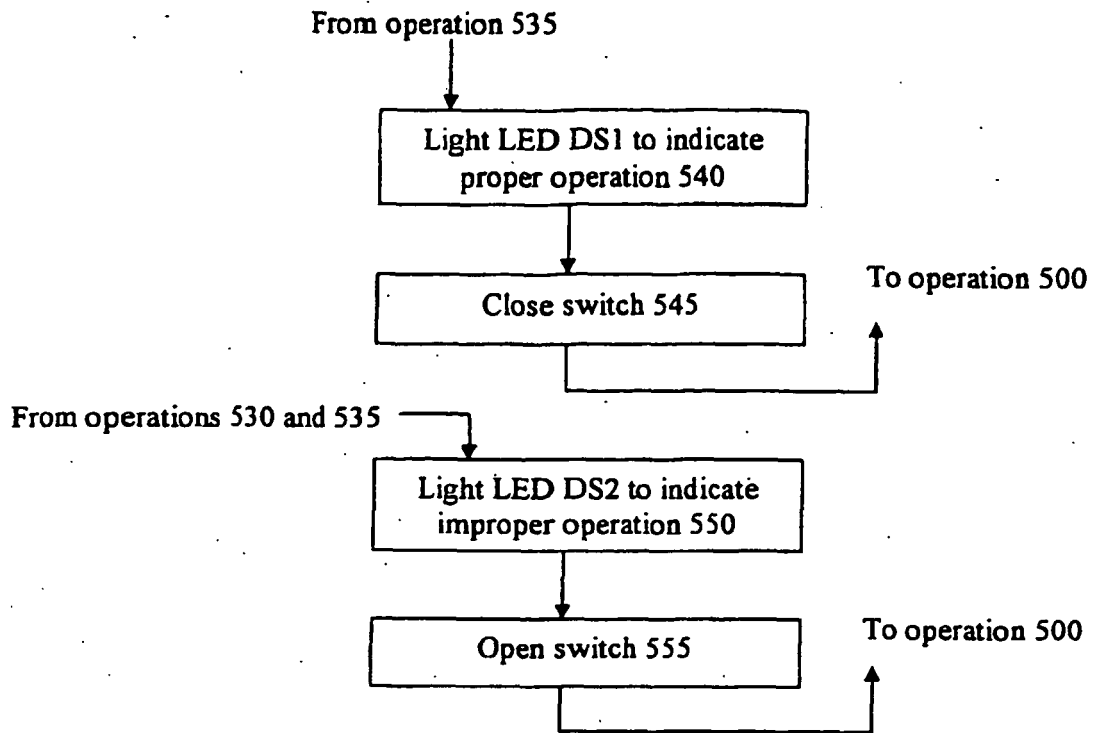 From operation 535
Light LED DS1 to indicate
proper operation 540
Close switch 545
To operation 500
From operations 530 and 535
Light LED DS2 to indicate
improper operation 550
Open switch 555
To operation 500